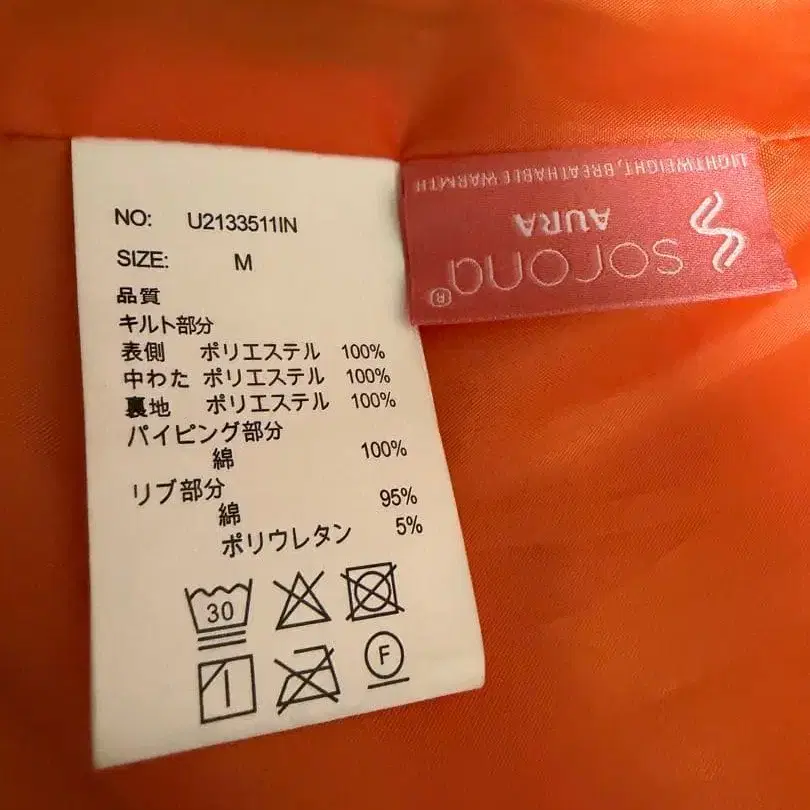 NO: U2133511IN
SIZE: M
品質
キルト部分
表側 ポリエステル 100%
中わた ポリエステル 100%
裏地 ポリエステル 100%
パイピング部分
綿 100%
リブ部分
綿 95%
ポリウレタン 5%
30
F
sorona®
AURA
LIGHTWEIGHT, BREATHABLE WARMTH